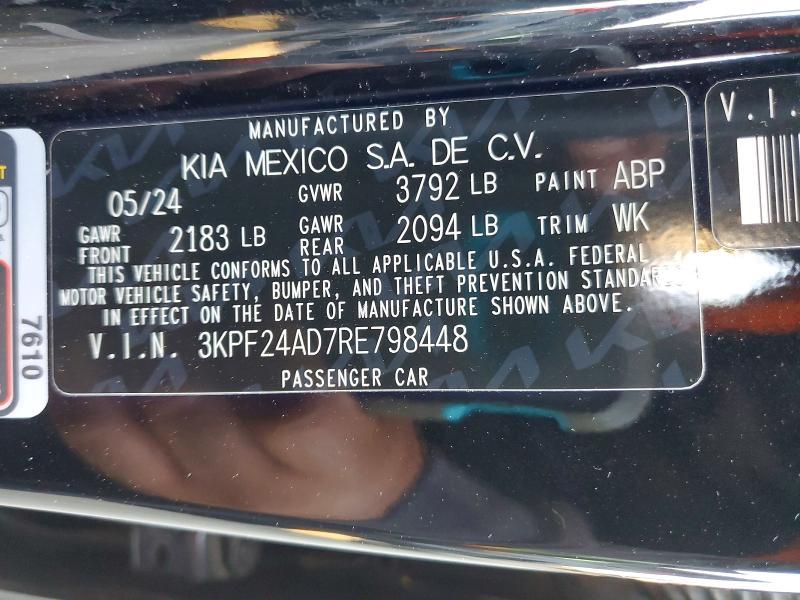 MANUFACTURED BY
KIA MEXICO S.A. DE C.V.
05/24 GVWR 3792 LB PAINT ABP
GAWR FRONT 2183 LB GAWR REAR 2094 LB TRIM WK
THIS VEHICLE CONFORMS TO ALL APPLICABLE U.S.A. FEDERAL
MOTOR VEHICLE SAFETY, BUMPER, AND THEFT PREVENTION STANDARDS
IN EFFECT ON THE DATE OF MANUFACTURE SHOWN ABOVE.
V.I.N. 3KPF24AD7RE798448
PASSENGER CAR
V.I.
7610